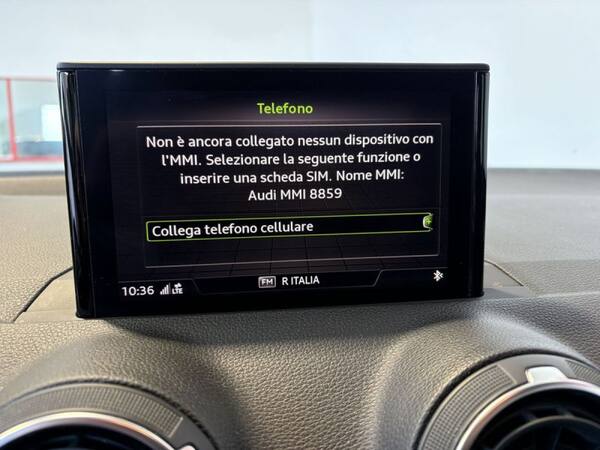 Telefono
Non è ancora collegato nessun dispositivo con
l'MMI. Selezionare la seguente funzione o
inserire una scheda SIM. Nome MMI:
Audi MMI 8859
Collega telefono cellulare
10:36 LTE FM R ITALIA